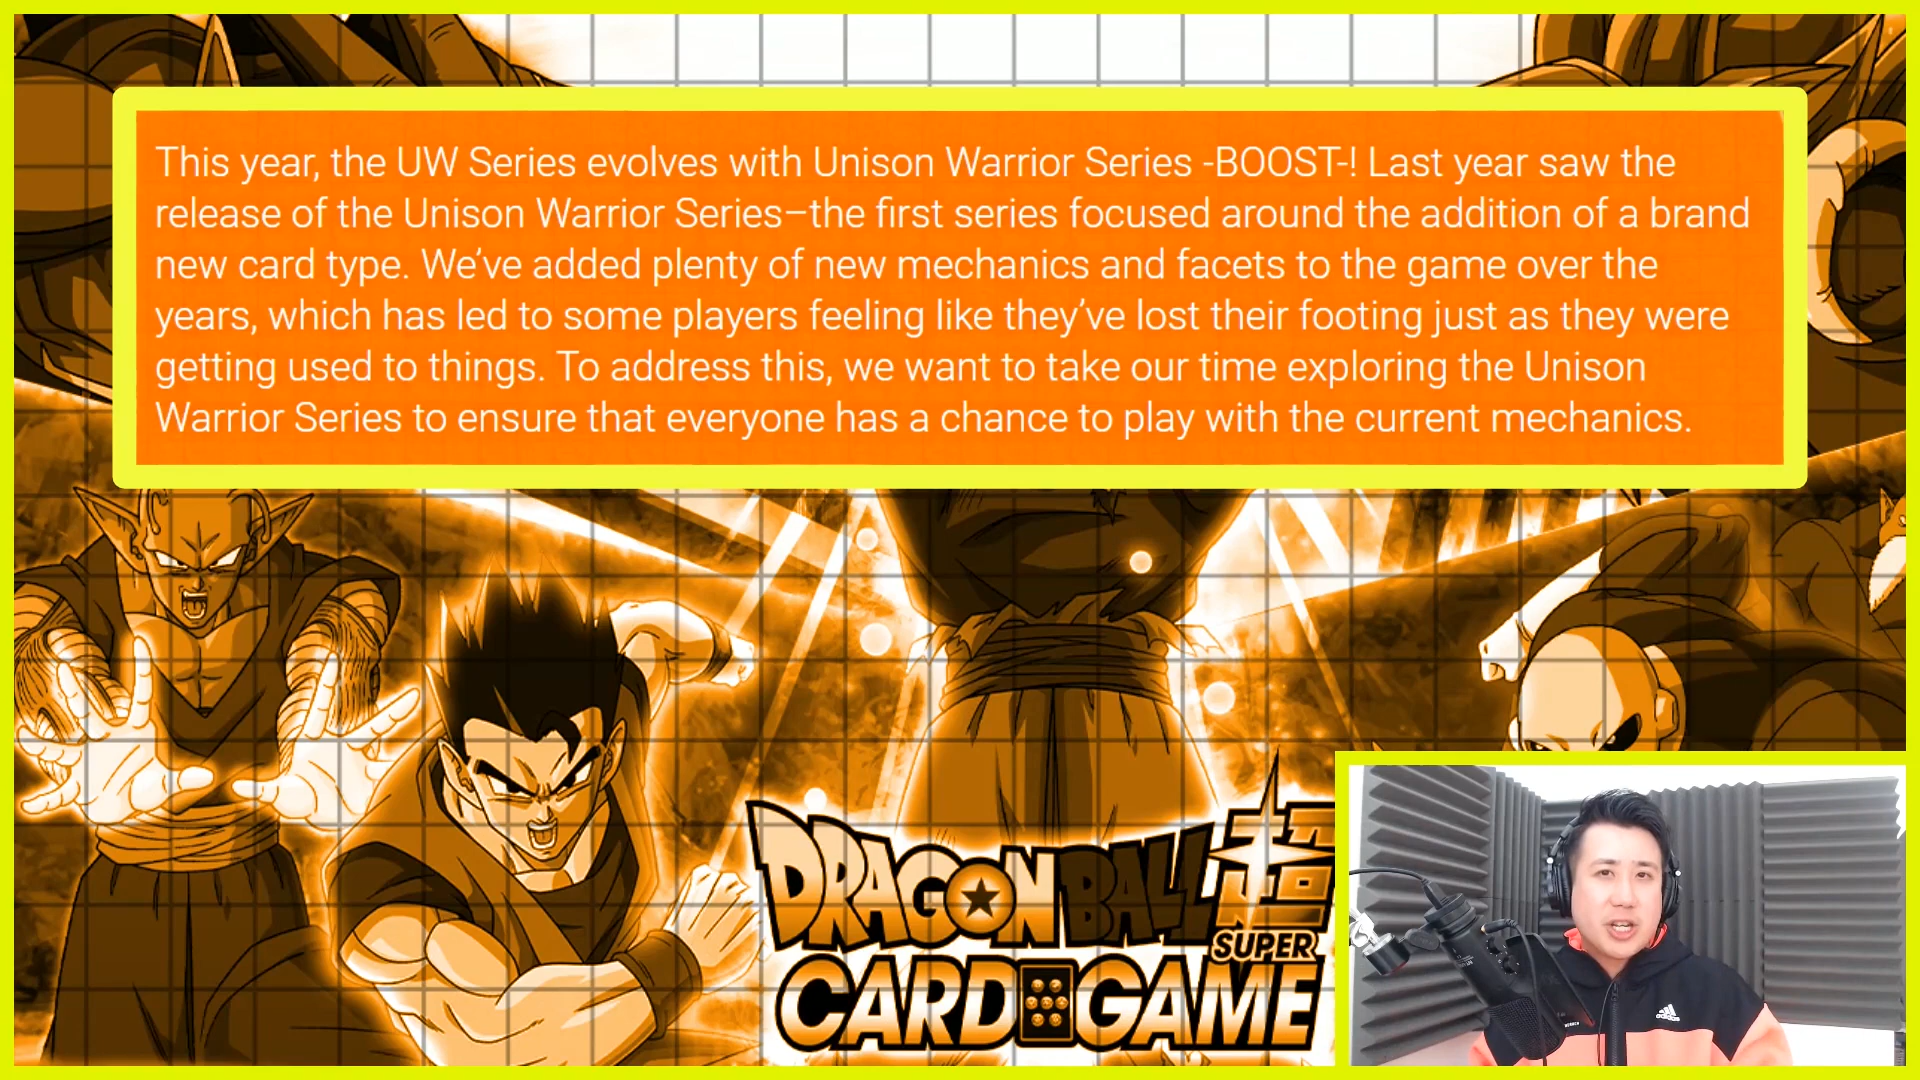 This year, the UW Series evolves with Unison Warrior Series -BOOST-! Last year saw the
release of the Unison Warrior Series–the first series focused around the addition of a brand
new card type. We’ve added plenty of new mechanics and facets to the game over the
years, which has led to some players feeling like they’ve lost their footing just as they were
getting used to things. To address this, we want to take our time exploring the Unison
Warrior Series to ensure that everyone has a chance to play with the current mechanics.
DRAGON BALL 超
SUPER
CARD GAME
adidas